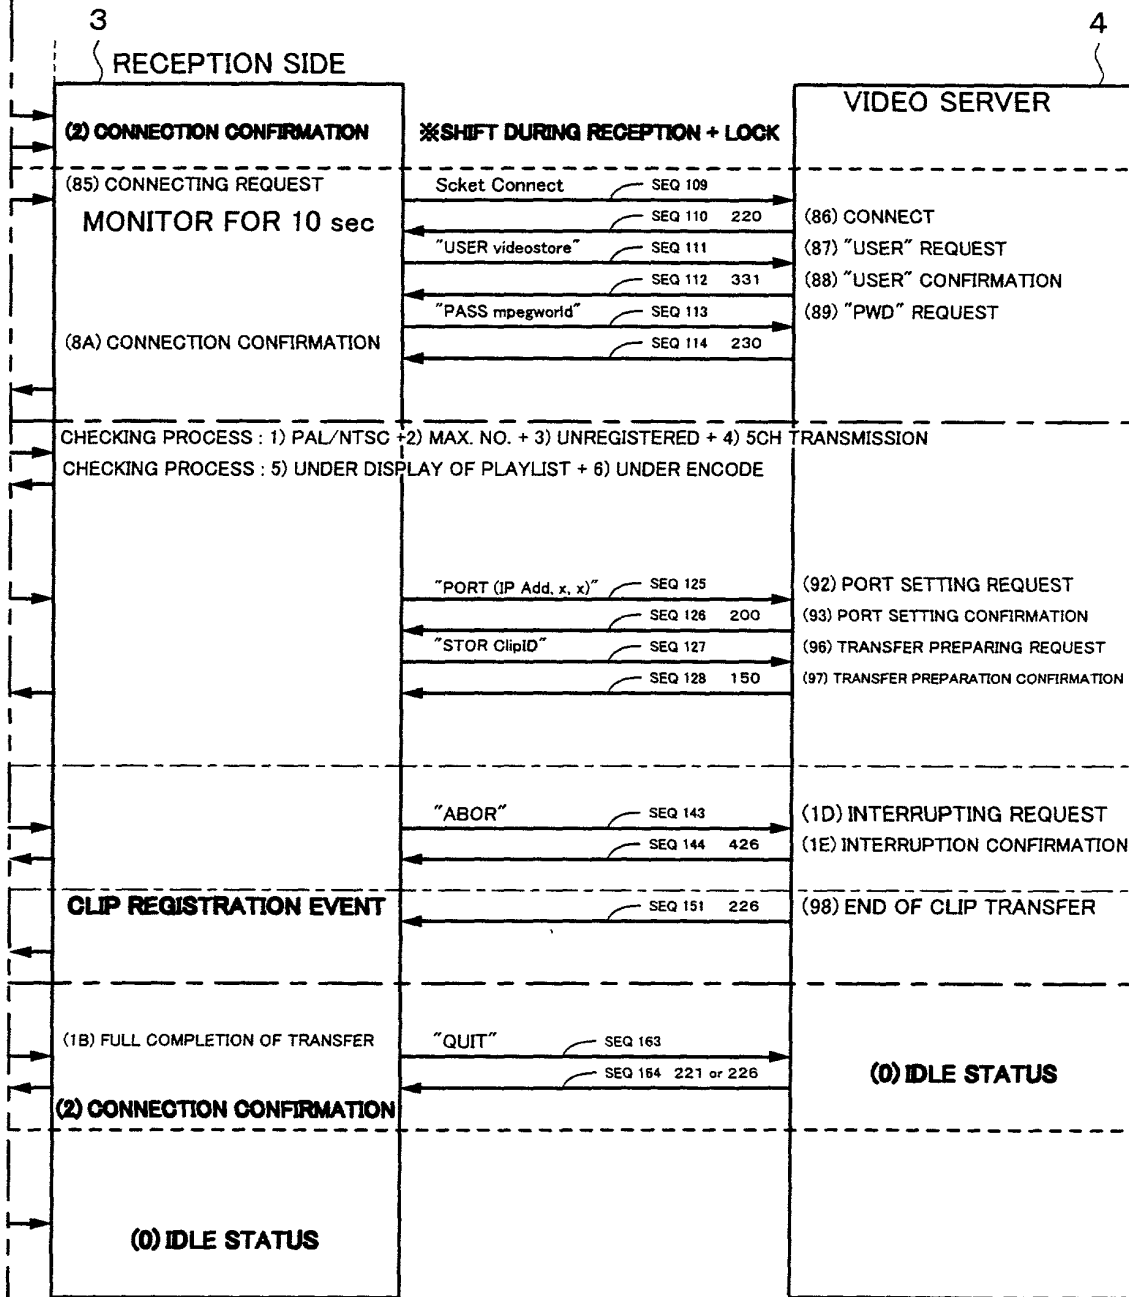 3
4
RECEPTION SIDE
VIDEO SERVER
(2) CONNECTION CONFIRMATION
※SHIFT DURING RECEPTION + LOCK
(85) CONNECTING REQUEST
Scket Connect
SEQ 109
MONITOR FOR 10 sec
SEQ 110 220
(86) CONNECT
"USER videostore"
SEQ 111
(87) "USER" REQUEST
SEQ 112 331
(88) "USER" CONFIRMATION
"PASS mpegworld"
SEQ 113
(89) "PWD" REQUEST
(8A) CONNECTION CONFIRMATION
SEQ 114 230
CHECKING PROCESS : 1) PAL/NTSC +2) MAX. NO. + 3) UNREGISTERED + 4) 5CH TRANSMISSION
CHECKING PROCESS : 5) UNDER DISPLAY OF PLAYLIST + 6) UNDER ENCODE
"PORT (IP Add, x, x)"
SEQ 125
(92) PORT SETTING REQUEST
SEQ 126 200
(93) PORT SETTING CONFIRMATION
"STOR ClipID"
SEQ 127
(96) TRANSFER PREPARING REQUEST
SEQ 128 150
(97) TRANSFER PREPARATION CONFIRMATION
"ABOR"
SEQ 143
(1D) INTERRUPTING REQUEST
SEQ 144 426
(1E) INTERRUPTION CONFIRMATION
CLIP REGISTRATION EVENT
SEQ 151 226
(98) END OF CLIP TRANSFER
(1B) FULL COMPLETION OF TRANSFER
"QUIT"
SEQ 163
SEQ 164 221 or 226
(0) IDLE STATUS
(2) CONNECTION CONFIRMATION
(0) IDLE STATUS